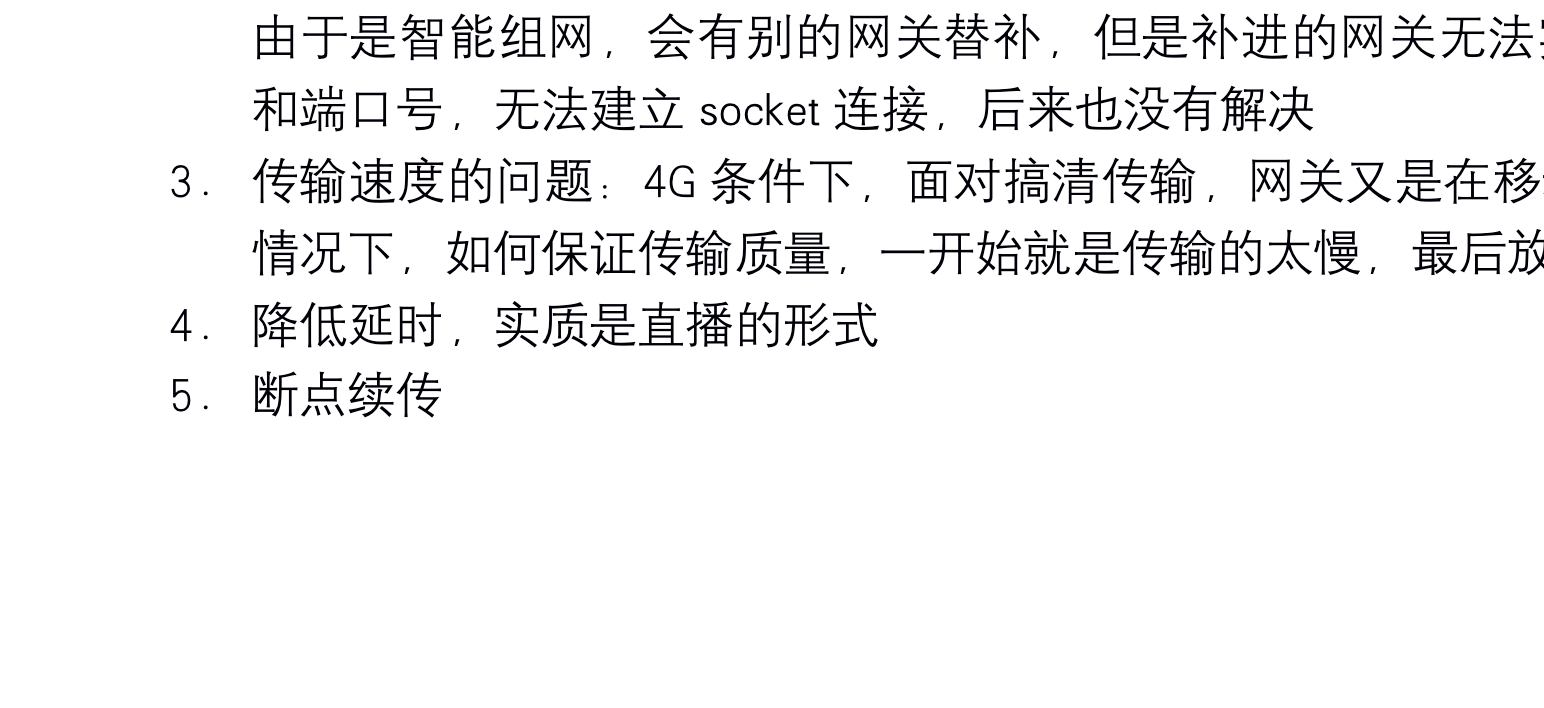 由于是智能组网，会有别的网关替补，但是补进的网关无法
和端口号，无法建立 socket 连接，后来也没有解决
3. 传输速度的问题：4G 条件下，面对搞清传输，网关又是在移
情况下，如何保证传输质量，一开始就是传输的太慢，最后放
4. 降低延时，实质是直播的形式
5. 断点续传